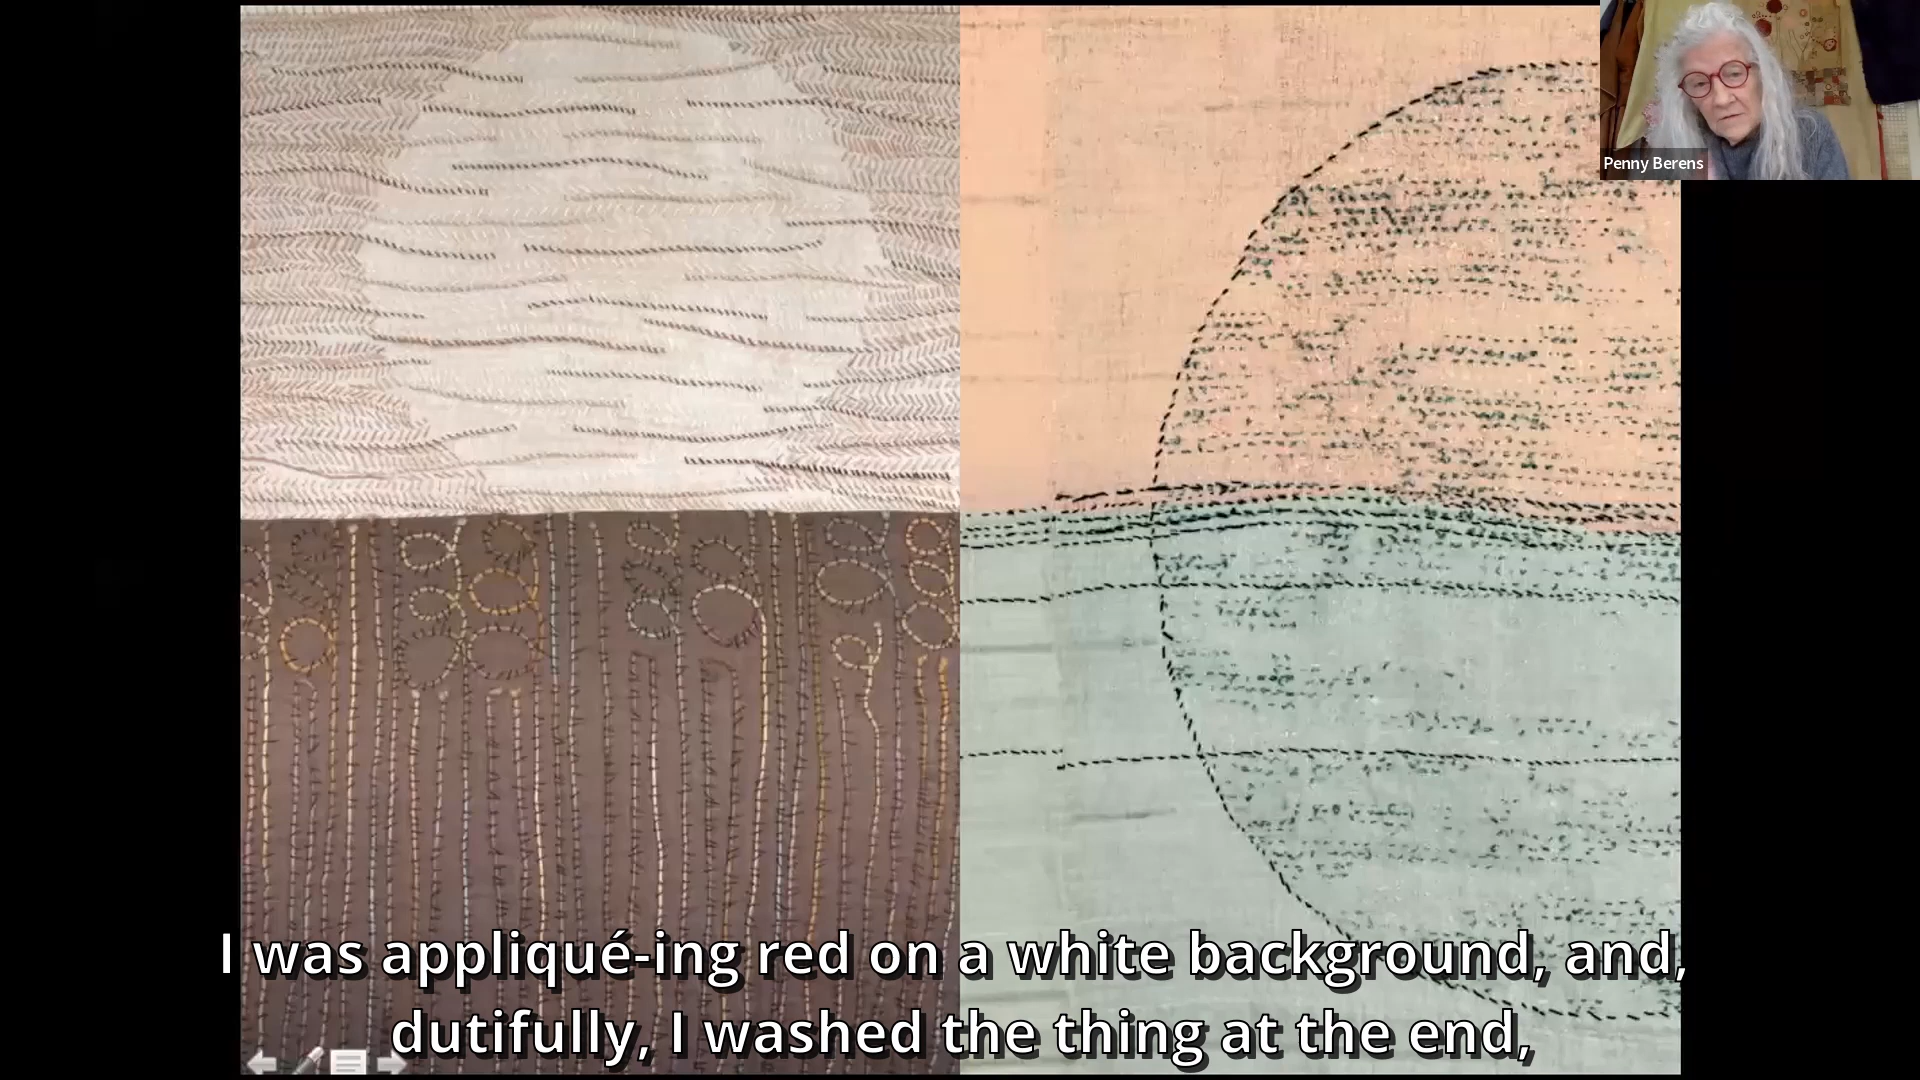 Penny Berens
I was appliqué-ing red on a white background, and,
dutifully, I washed the thing at the end,